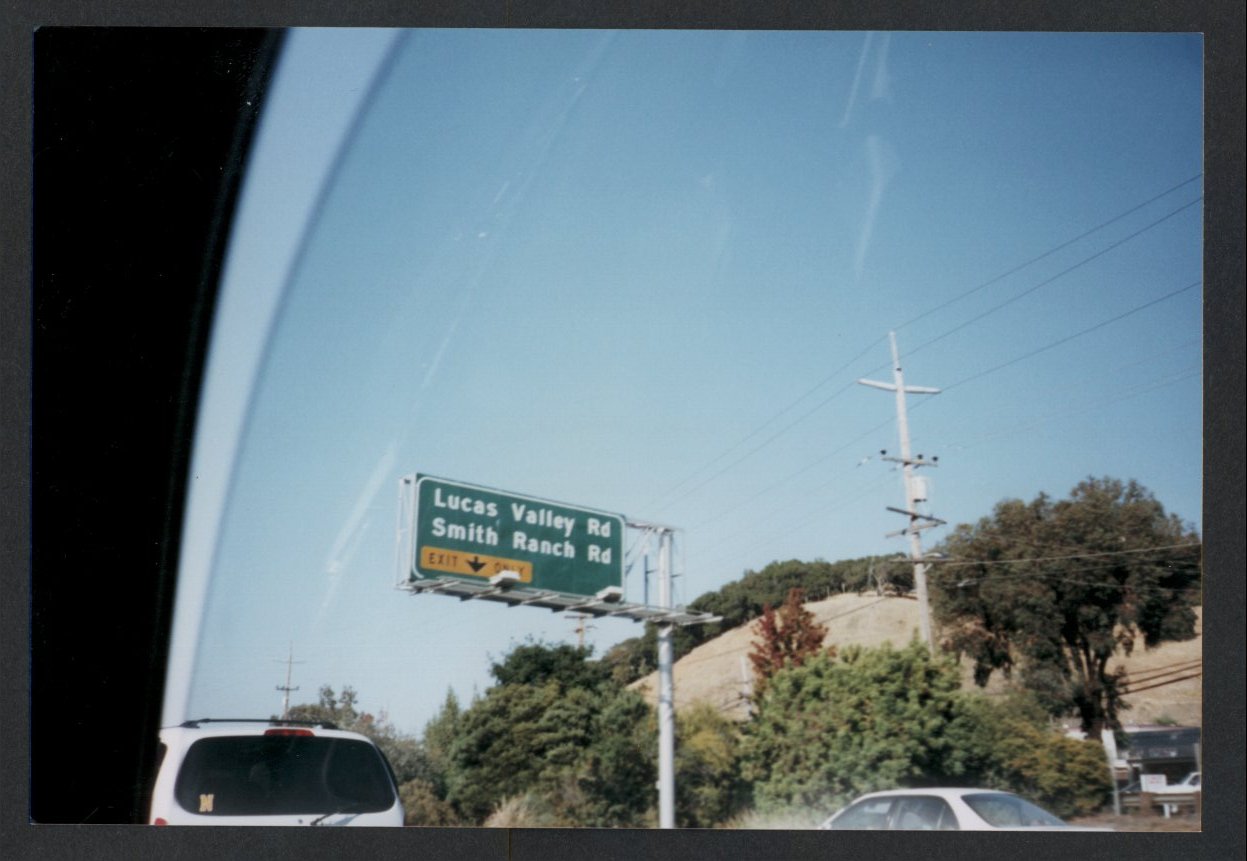 Lucas Valley Rd
Smith Ranch Rd
EXIT ONLY
N